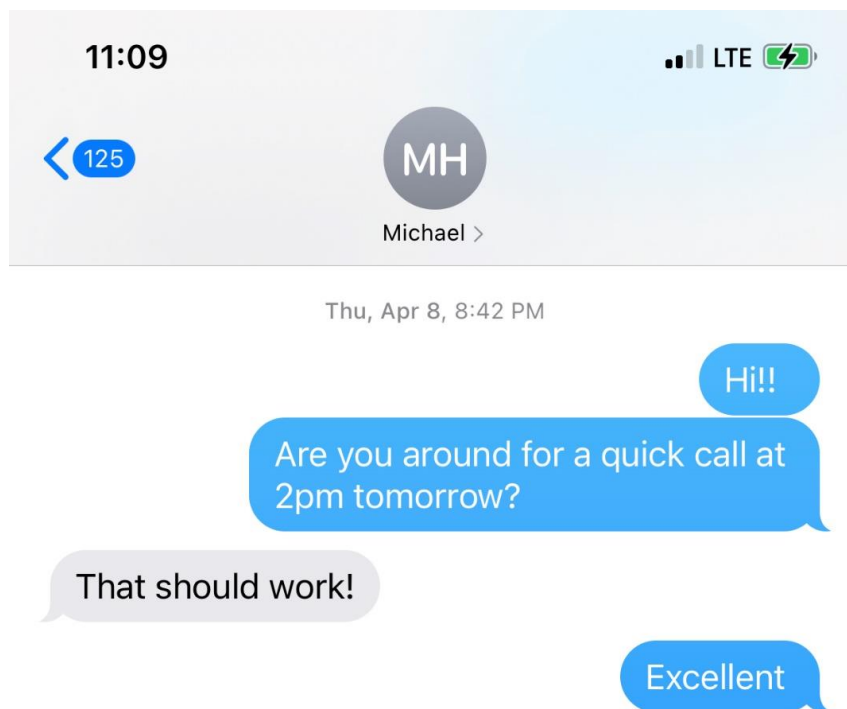 11:09
LTE
125
MH
Michael >
Thu, Apr 8, 8:42 PM
Hi!!
Are you around for a quick call at
2pm tomorrow?
That should work!
Excellent